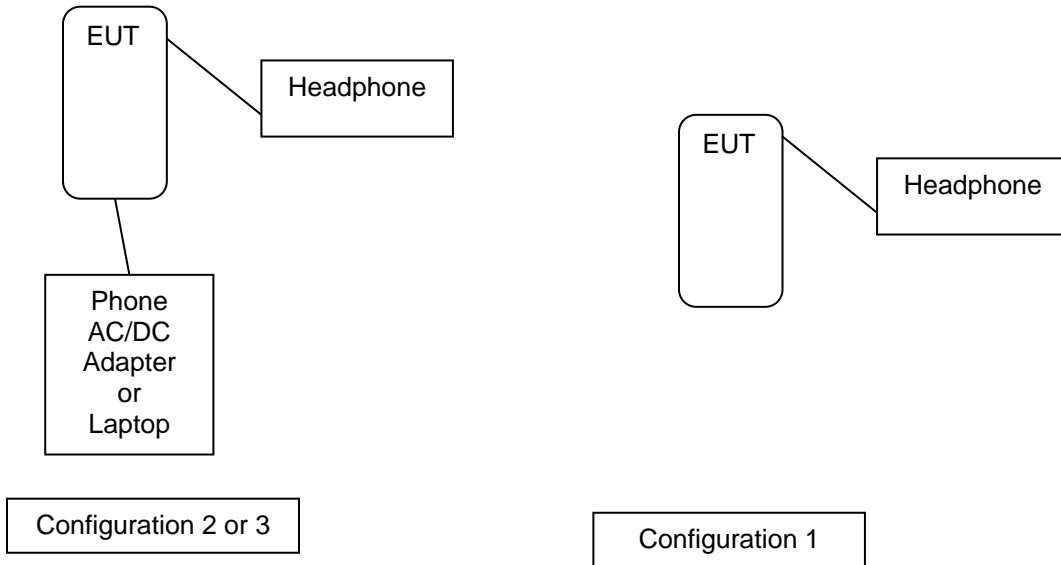 EUT
Headphone
Phone
AC/DC
Adapter
or
Laptop
Configuration 2 or 3
EUT
Headphone
Configuration 1